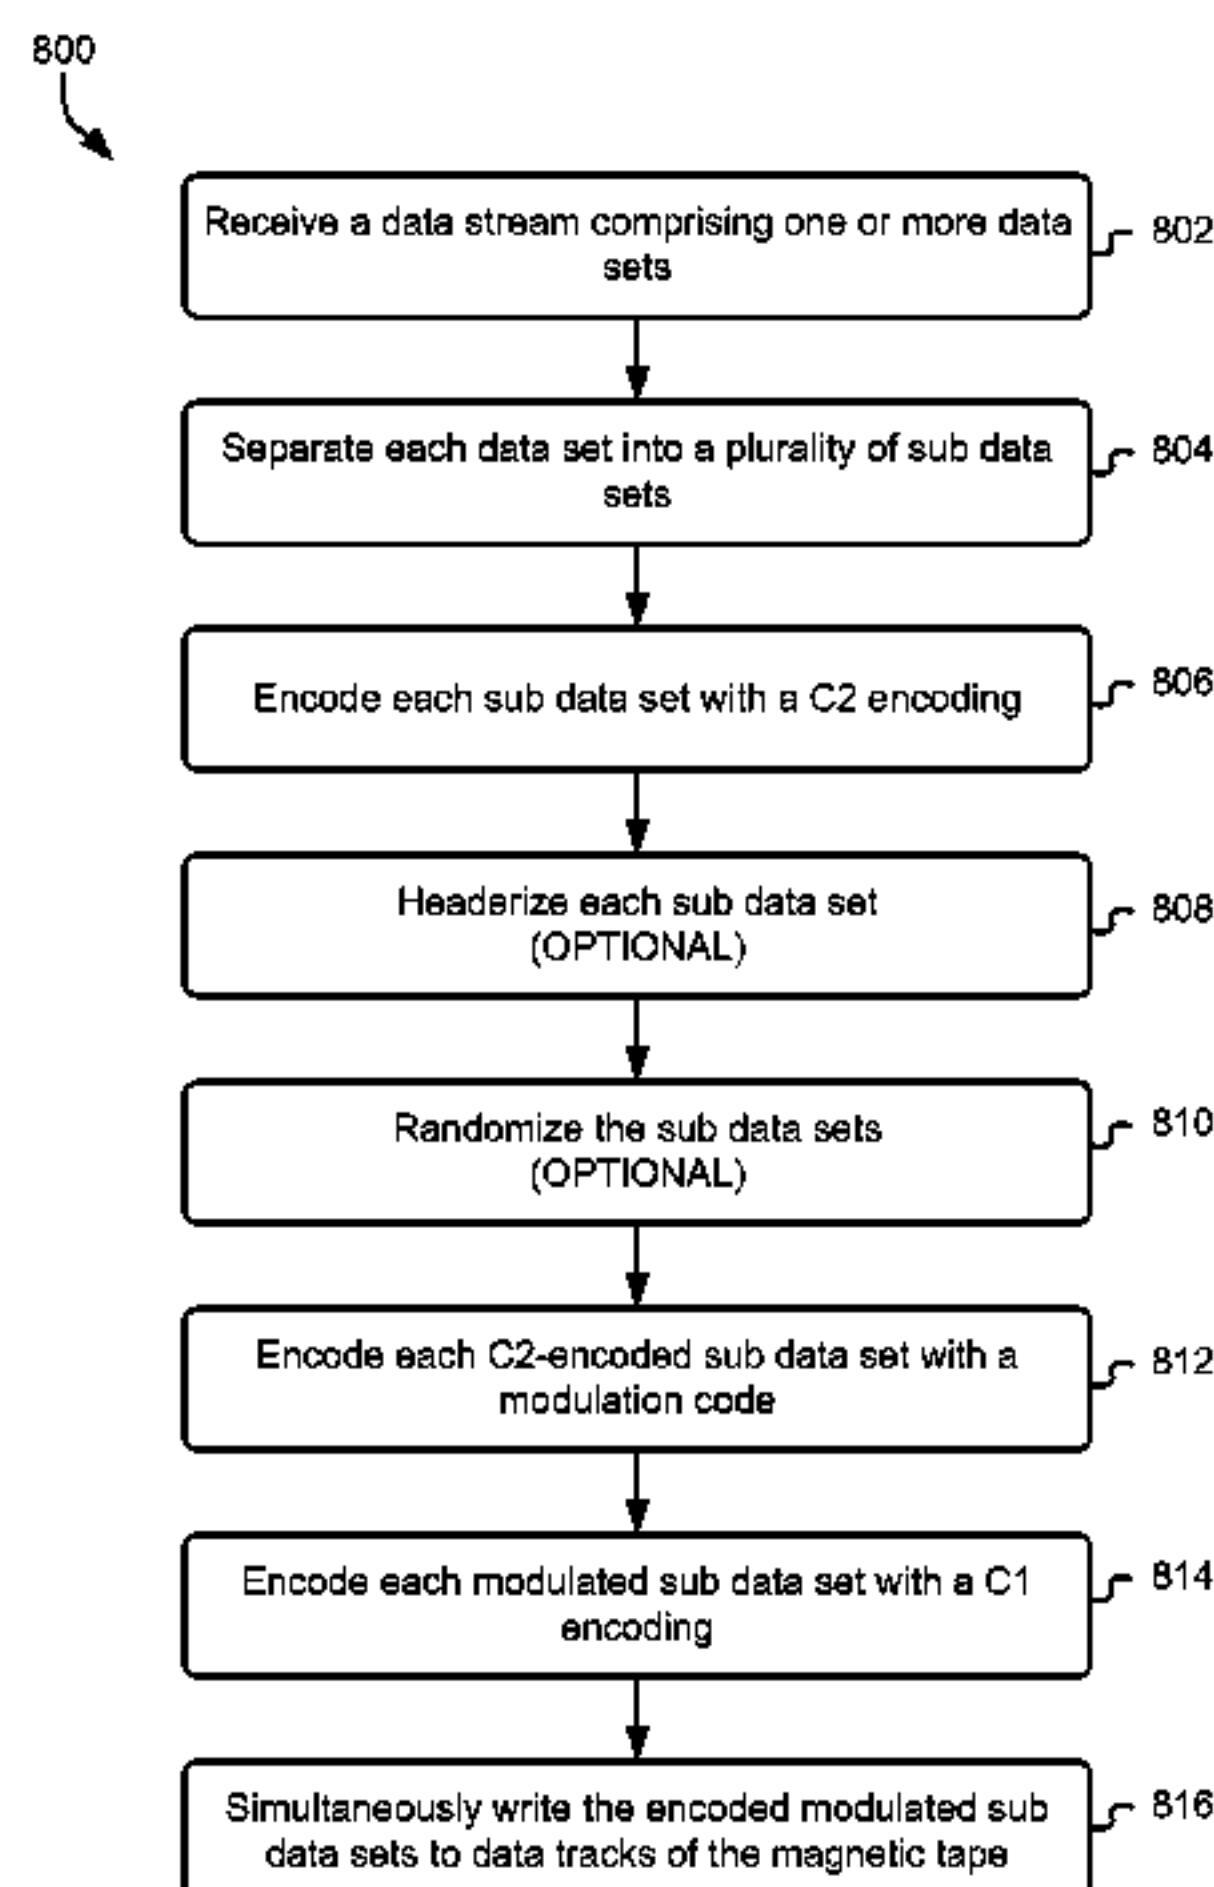 800
Receive a data stream comprising one or more data
sets
802
Separate each data set into a plurality of sub data
sets
804
Encode each sub data set with a C2 encoding
806
Headerize each sub data set
(OPTIONAL)
808
Randomize the sub data sets
(OPTIONAL)
810
Encode each C2-encoded sub data set with a
modulation code
812
Encode each modulated sub data set with a C1
encoding
814
Simultaneously write the encoded modulated sub
data sets to data tracks of the magnetic tape
816